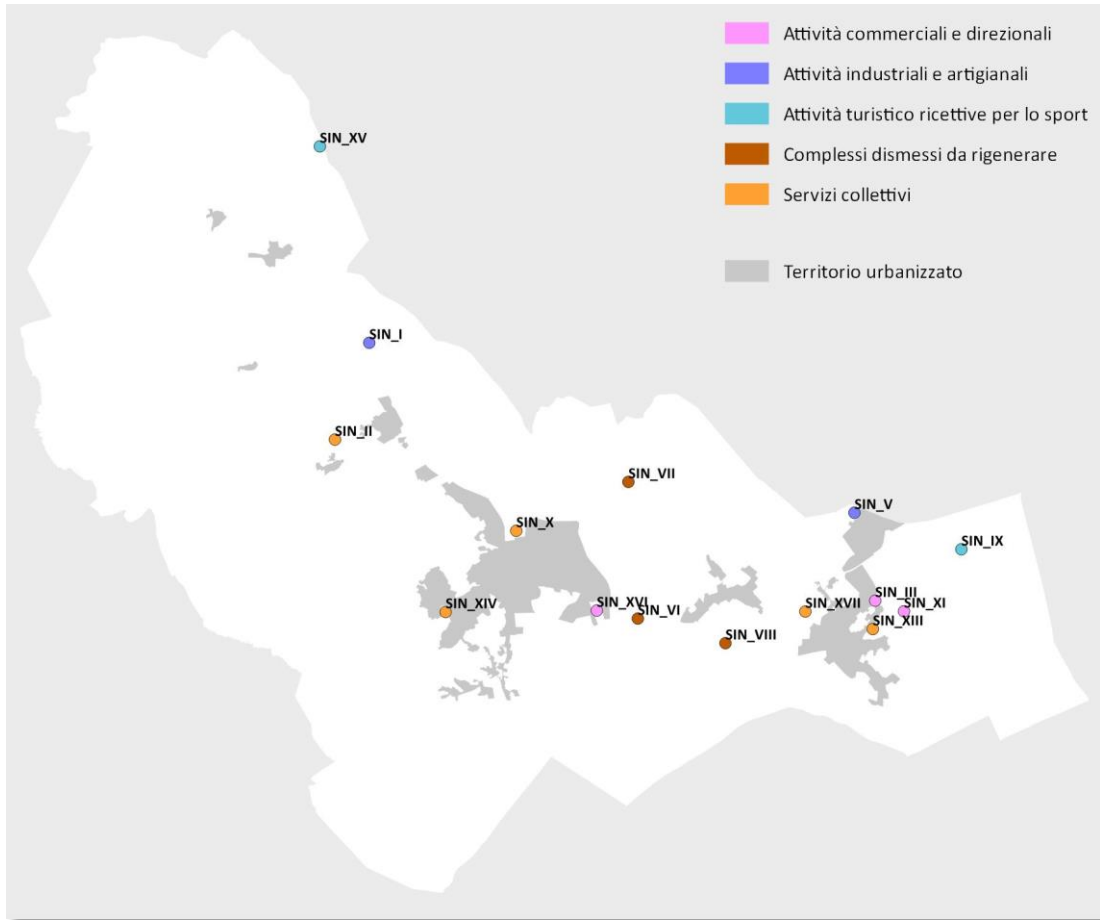 Attività commerciali e direzionali
Attività industriali e artigianali
Attività turistico ricettive per lo sport
Complessi dismessi da rigenerare
Servizi collettivi
Territorio urbanizzato
SIN_XV
SIN_I
SIN_II
SIN_VII
SIN_V
SIN_X
SIN_IX
SIN_III
SIN_XIV
SIN_XVI
SIN_VI
SIN_XVII
SIN_XI
SIN_XIII
SIN_VIII